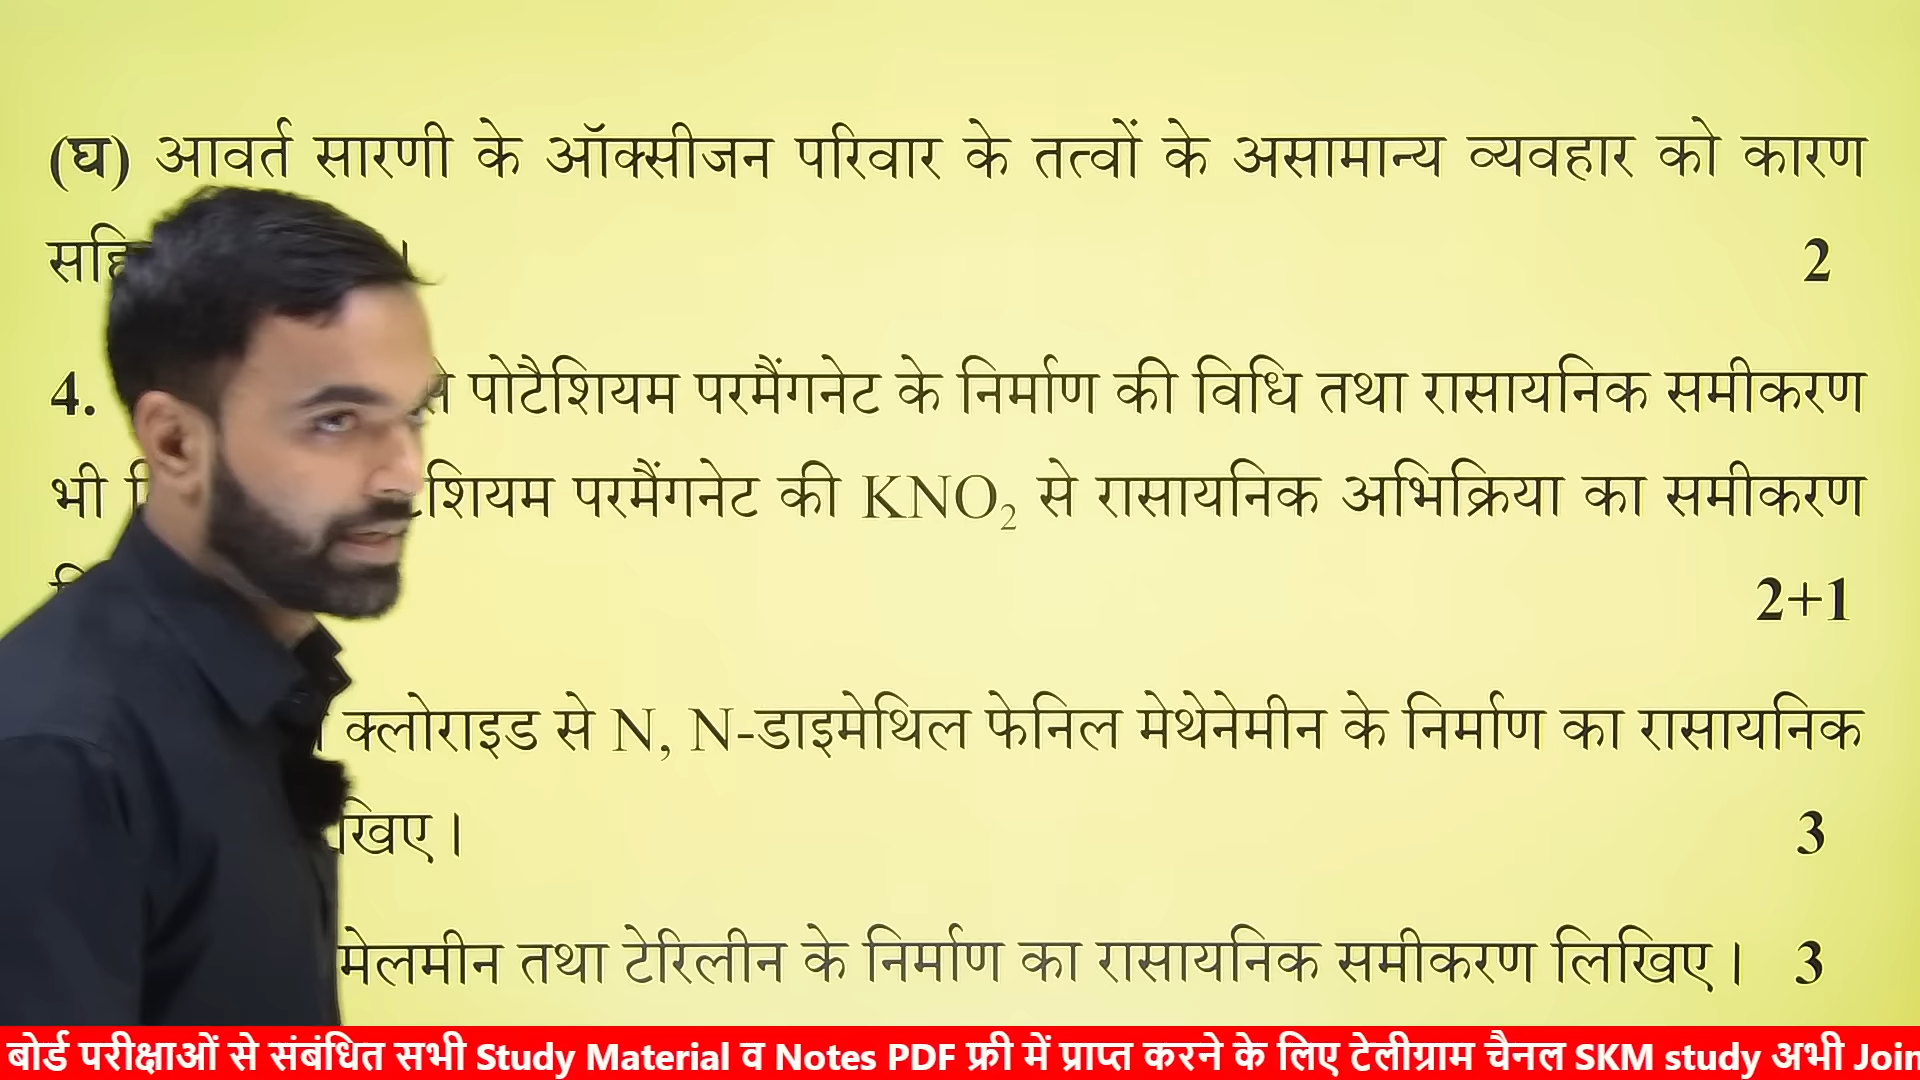 (घ) आवर्त सारणी के ऑक्सीजन परिवार के तत्वों के असामान्य व्यवहार को कारण
2
4. पोटैशियम परमैंगनेट के निर्माण की विधि तथा रासायनिक समीकरण
भी परमैंगनेट की KNO₂ से रासायनिक अभिक्रिया का समीकरण
2+1
क्लोराइड से N, N-डाइमेथिल फेनिल मेथेनेमीन के निर्माण का रासायनिक
3
मेलमीन तथा टेरिलीन के निर्माण का रासायनिक समीकरण लिखिए। 3
बोर्ड परीक्षाओं से संबंधित सभी Study Material व Notes PDF फ्री में प्राप्त करने के लिए टेलीग्राम चैनल SKM study अभी Join